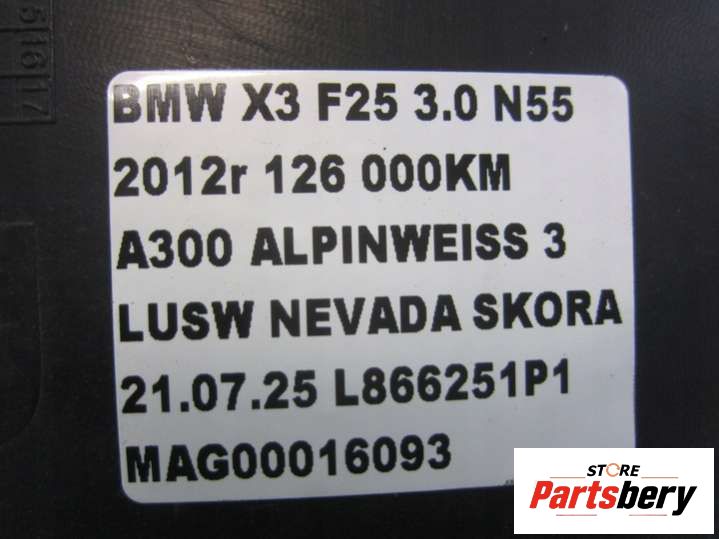 51617
BMW X3 F25 3.0 N55
2012r 126 000KM
A300 ALPINWEISS 3
LUSW NEVADA SKORA
21.07.25 L866251P1
MAG00016093
STORE
Partsbery